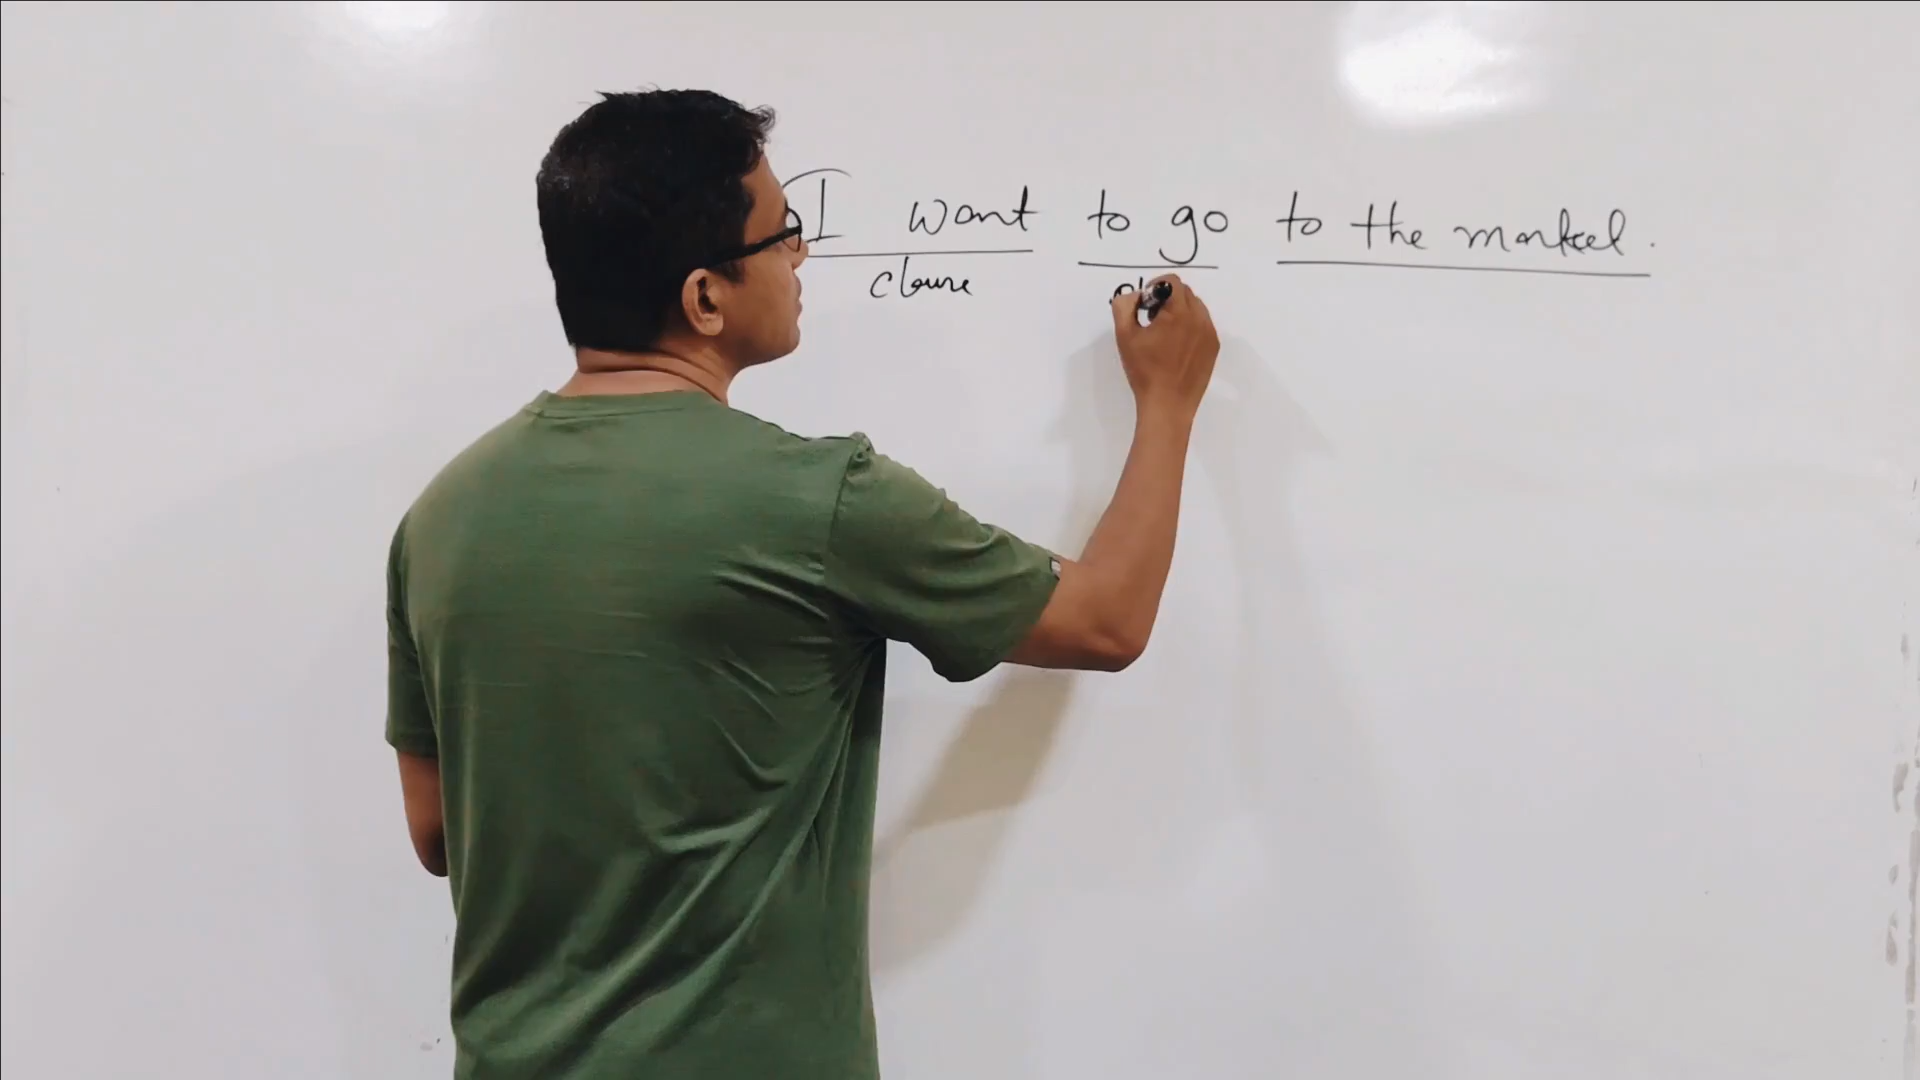 I want to go to the market.
clause